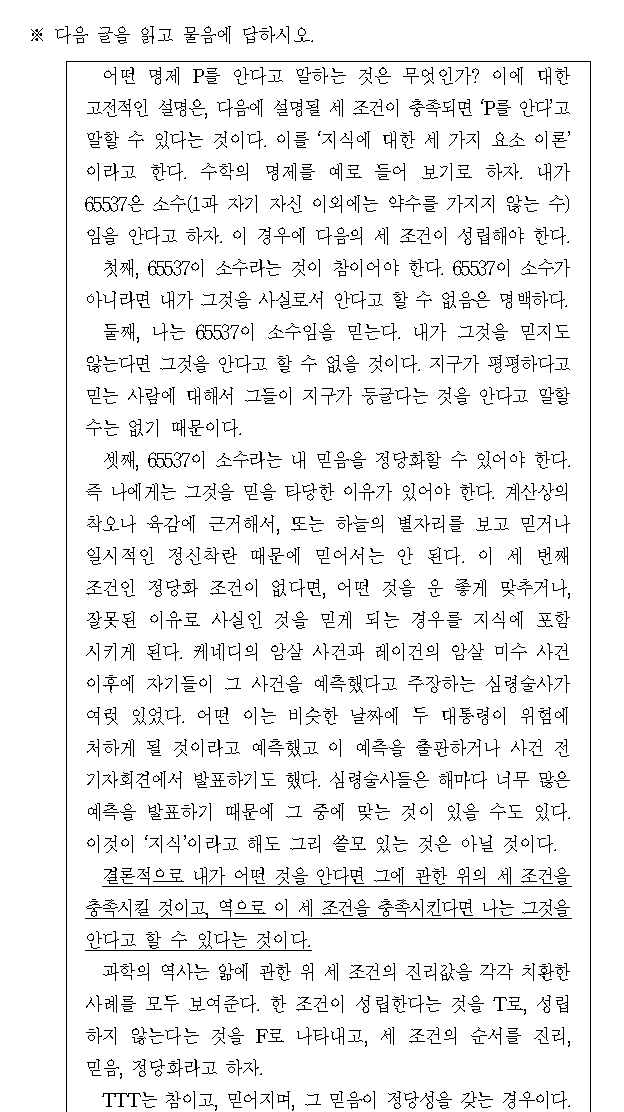 ※ 다음 글을 읽고 물음에 답하시오.
어떤 명제 P를 안다고 말하는 것은 무엇인가? 이에 대한
고전적인 설명은, 다음에 설명될 세 조건이 충족되면 ‘P를 안다’고
말할 수 있다는 것이다. 이를 ‘지식에 대한 세 가지 요소 이론’
이라고 한다. 수학의 명제를 예로 들어 보기로 하자. 내가
65537은 소수(1과 자기 자신 이외에는 약수를 가지지 않는 수)
임을 안다고 하자. 이 경우에 다음의 세 조건이 성립해야 한다.
첫째, 65537이 소수라는 것이 참이어야 한다. 65537이 소수가
아니라면 내가 그것을 사실로서 안다고 할 수 없음은 명백하다.
둘째, 나는 65537이 소수임을 믿는다. 내가 그것을 믿지도
않는다면 그것을 안다고 할 수 없을 것이다. 지구가 평평하다고
믿는 사람에 대해서 그들이 지구가 둥글다는 것을 안다고 말할
수는 없기 때문이다.
셋째, 65537이 소수라는 내 믿음을 정당화할 수 있어야 한다.
즉 나에게는 그것을 믿을 타당한 이유가 있어야 한다. 계산상의
착오나 육감에 근거해서, 또는 하늘의 별자리를 보고 믿거나
일시적인 정신착란 때문에 믿어서는 안 된다. 이 세 번째
조건인 정당화 조건이 없다면, 어떤 것을 운 좋게 맞추거나,
잘못된 이유로 사실인 것을 믿게 되는 경우를 지식에 포함
시키게 된다. 케네디의 암살 사건과 레이건의 암살 미수 사건
이후에 자기들이 그 사건을 예측했다고 주장하는 심령술사가
여럿 있었다. 어떤 이는 비슷한 날짜에 두 대통령이 위험에
처하게 될 것이라고 예측했고 이 예측을 출판하거나 사건 전
기자회견에서 발표하기도 했다. 심령술사들은 해마다 너무 많은
예측을 발표하기 때문에 그 중에 맞는 것이 있을 수도 있다.
이것이 ‘지식’이라고 해도 그리 쓸모 있는 것은 아닐 것이다.
결론적으로 내가 어떤 것을 안다면 그에 관한 위의 세 조건을
충족시킬 것이고, 역으로 이 세 조건을 충족시킨다면 나는 그것을
안다고 할 수 있다는 것이다.
과학의 역사는 앎에 관한 위 세 조건의 진리값을 각각 치환한
사례를 모두 보여준다. 한 조건이 성립한다는 것을 T로, 성립
하지 않는다는 것을 F로 나타내고, 세 조건의 순서를 진리,
믿음, 정당화라고 하자.
TTT는 참이고, 믿어지며, 그 믿음이 정당성을 갖는 경우이다.